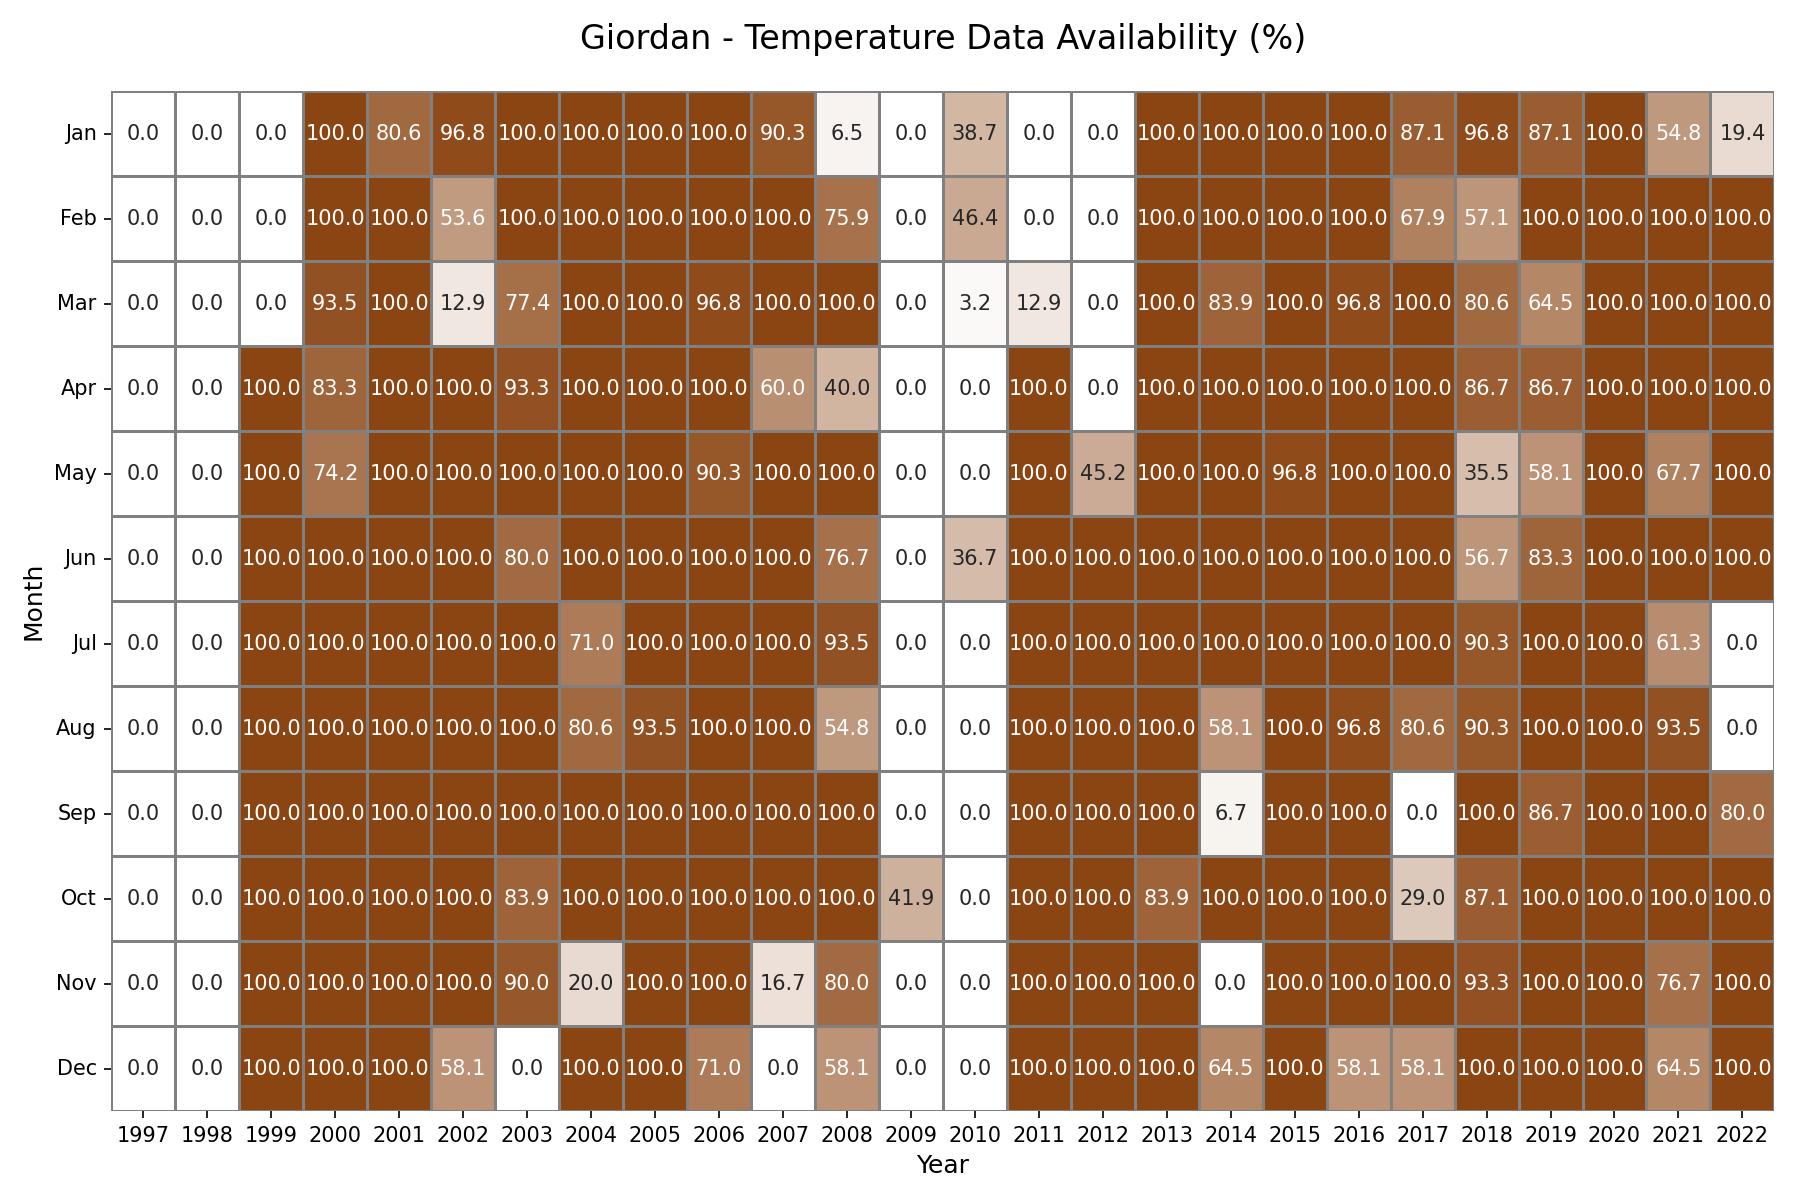 Giordan - Temperature Data Availability (%)
Jan 0.0 0.0 0.0 100.0 80.6 96.8 100.0 100.0 100.0 100.0 90.3 6.5 0.0 38.7 0.0 0.0 100.0 100.0 100.0 100.0 87.1 96.8 87.1 100.0 54.8 19.4
Feb 0.0 0.0 0.0 100.0 100.0 53.6 100.0 100.0 100.0 100.0 100.0 75.9 0.0 46.4 0.0 0.0 100.0 100.0 100.0 100.0 67.9 57.1 100.0 100.0 100.0 100.0
Mar 0.0 0.0 0.0 93.5 100.0 12.9 77.4 100.0 100.0 96.8 100.0 100.0 0.0 3.2 12.9 0.0 100.0 83.9 100.0 96.8 100.0 80.6 64.5 100.0 100.0 100.0
Apr 0.0 0.0 100.0 83.3 100.0 100.0 93.3 100.0 100.0 100.0 60.0 40.0 0.0 0.0 100.0 0.0 100.0 100.0 100.0 100.0 100.0 86.7 86.7 100.0 100.0 100.0
May 0.0 0.0 100.0 74.2 100.0 100.0 100.0 100.0 100.0 90.3 100.0 100.0 0.0 0.0 100.0 45.2 100.0 100.0 96.8 100.0 100.0 35.5 58.1 100.0 67.7 100.0
Jun 0.0 0.0 100.0 100.0 100.0 100.0 80.0 100.0 100.0 100.0 100.0 76.7 0.0 36.7 100.0 100.0 100.0 100.0 100.0 100.0 100.0 56.7 83.3 100.0 100.0 100.0
Jul 0.0 0.0 100.0 100.0 100.0 100.0 100.0 71.0 100.0 100.0 100.0 93.5 0.0 0.0 100.0 100.0 100.0 100.0 100.0 100.0 100.0 90.3 100.0 100.0 61.3 0.0
Aug 0.0 0.0 100.0 100.0 100.0 100.0 100.0 80.6 93.5 100.0 100.0 54.8 0.0 0.0 100.0 100.0 100.0 58.1 100.0 96.8 80.6 90.3 100.0 100.0 93.5 0.0
Sep 0.0 0.0 100.0 100.0 100.0 100.0 100.0 100.0 100.0 100.0 100.0 100.0 0.0 0.0 100.0 100.0 100.0 6.7 100.0 100.0 0.0 100.0 86.7 100.0 100.0 80.0
Oct 0.0 0.0 100.0 100.0 100.0 100.0 83.9 100.0 100.0 100.0 100.0 100.0 41.9 0.0 100.0 100.0 83.9 100.0 100.0 100.0 29.0 87.1 100.0 100.0 100.0 100.0
Nov 0.0 0.0 100.0 100.0 100.0 100.0 90.0 20.0 100.0 100.0 16.7 80.0 0.0 0.0 100.0 100.0 100.0 0.0 100.0 100.0 100.0 93.3 100.0 100.0 76.7 100.0
Dec 0.0 0.0 100.0 100.0 100.0 58.1 0.0 100.0 100.0 71.0 0.0 58.1 0.0 0.0 100.0 100.0 100.0 64.5 100.0 58.1 58.1 100.0 100.0 100.0 64.5 100.0
1997 1998 1999 2000 2001 2002 2003 2004 2005 2006 2007 2008 2009 2010 2011 2012 2013 2014 2015 2016 2017 2018 2019 2020 2021 2022
Year
Month